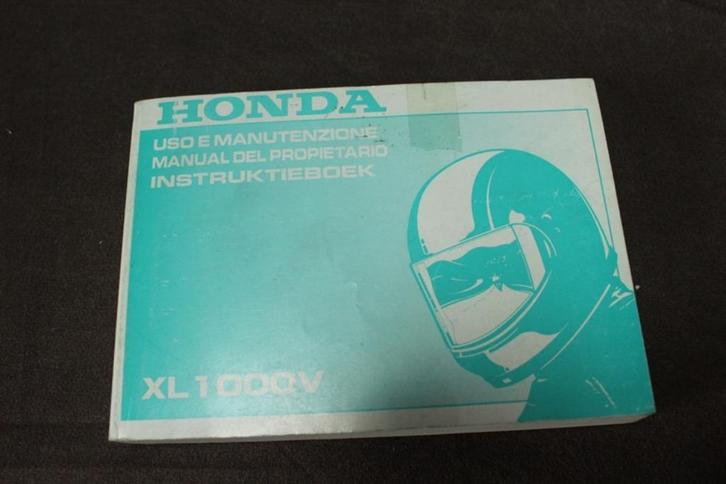 HONDA
USO E MANUTENZIONE
MANUAL DEL PROPIETARIO
INSTRUKTIEBOEK
XL1000V